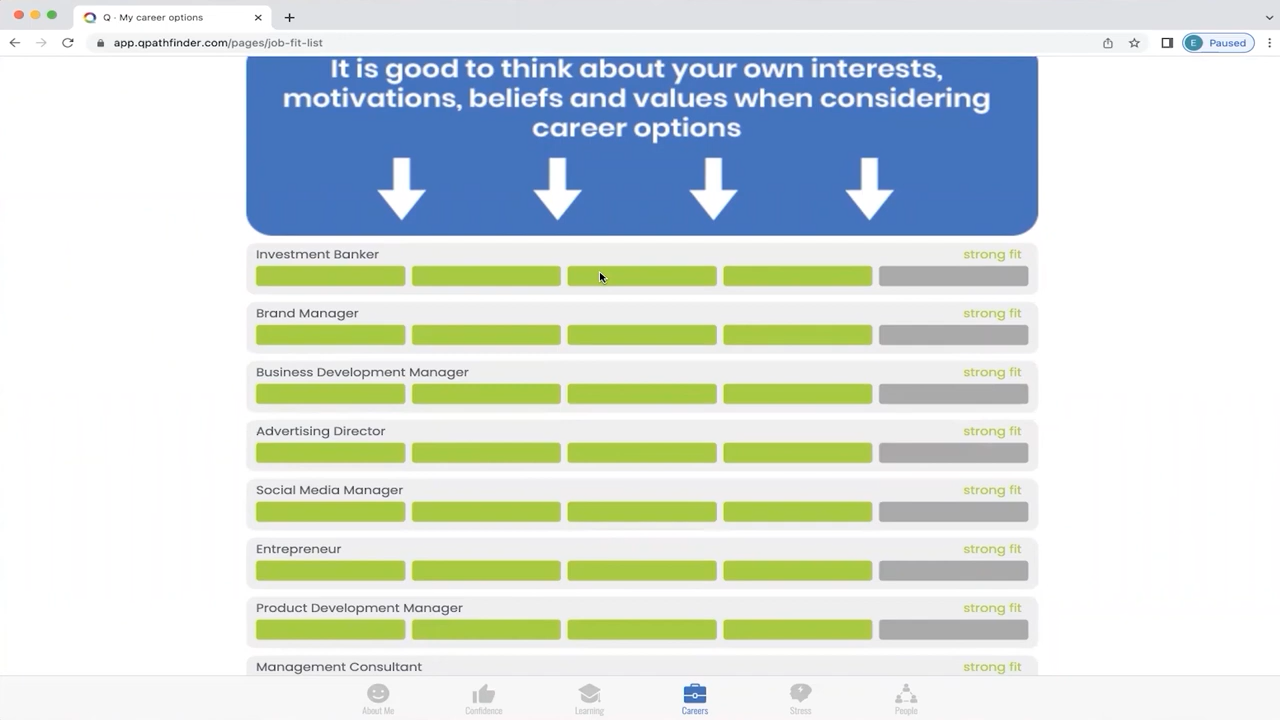 Q - My career options
app.qpathfinder.com/pages/job-fit-list
E Paused
It is good to think about your own interests,
motivations, beliefs and values when considering
career options
Investment Banker strong fit
Brand Manager strong fit
Business Development Manager strong fit
Advertising Director strong fit
Social Media Manager strong fit
Entrepreneur strong fit
Product Development Manager strong fit
Management Consultant strong fit
About Me Confidence Learning Careers Stress People